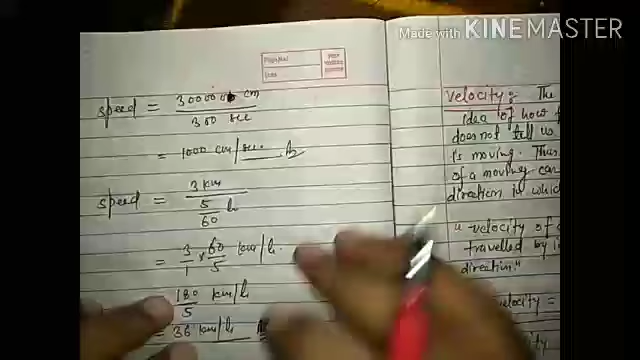 Made with KINEMASTER
Page No.
Date
speed = 300000 cm
300 sec
= 1000 cm/sec.
speed = 3 km
5/60 h
= 3/1 × 60/5 km/h.
180/5 km/h
= 36 km/h
velocity : The
idea of how f
does not tell us
is moving. Thus
of a moving car
direction in which
" velocity of
travelled by i
direction."
velocity =